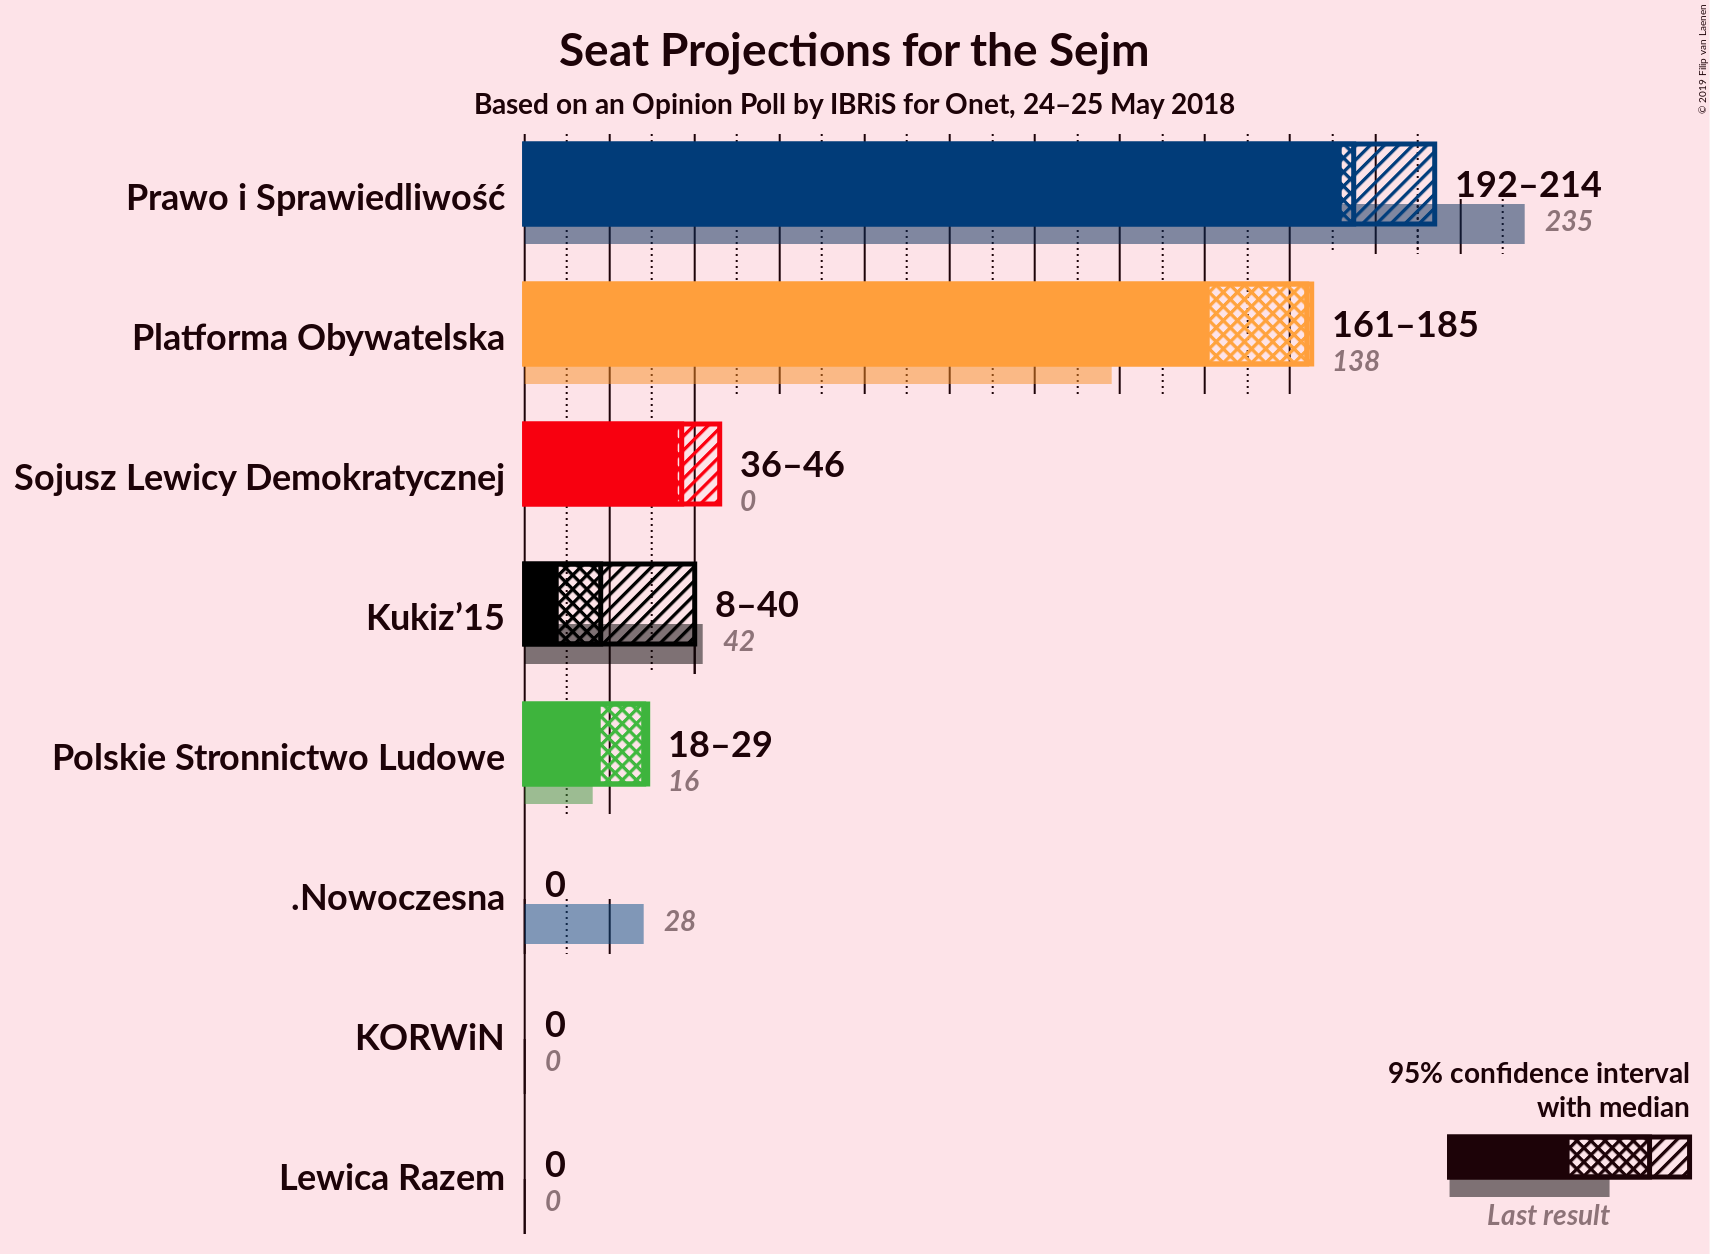 Seat Projections for the Sejm
Based on an Opinion Poll by IBRiS for Onet, 24–25 May 2018
© 2019 Filip van Laenen
Prawo i Sprawiedliwość
192–214
235
Platforma Obywatelska
161–185
138
Sojusz Lewicy Demokratycznej
36–46
0
Kukiz’15
8–40
42
Polskie Stronnictwo Ludowe
18–29
16
.Nowoczesna
0
28
KORWiN
0
0
Lewica Razem
0
0
95% confidence interval
with median
Last result